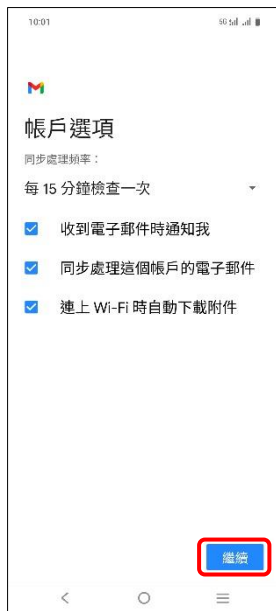 10:01
5G
帳戶選項
同步處理頻率：
每 15 分鐘檢查一次
收到電子郵件時通知我
同步處理這個帳戶的電子郵件
連上 Wi-Fi 時自動下載附件
繼續